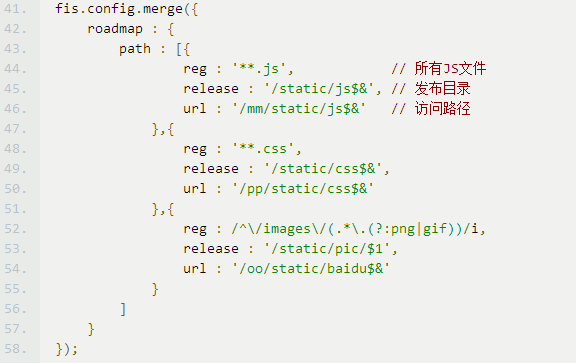 41. fis.config.merge({
42.     roadmap : {
43.         path : [{
44.                 reg : '**.js',            // 所有JS文件
45.                 release : '/static/js$&', // 发布目录
46.                 url : '/mm/static/js$&'   // 访问路径
47.             },{
48.                 reg : '**.css',
49.                 release : '/static/css$&',
50.                 url : '/pp/static/css$&'
51.             },{
52.                 reg : /^\/images\/(.*\.(?:png|gif))/i,
53.                 release : '/static/pic/$1',
54.                 url : '/oo/static/baidu$&'
55.             }
56.         ]
57.     }
58. });